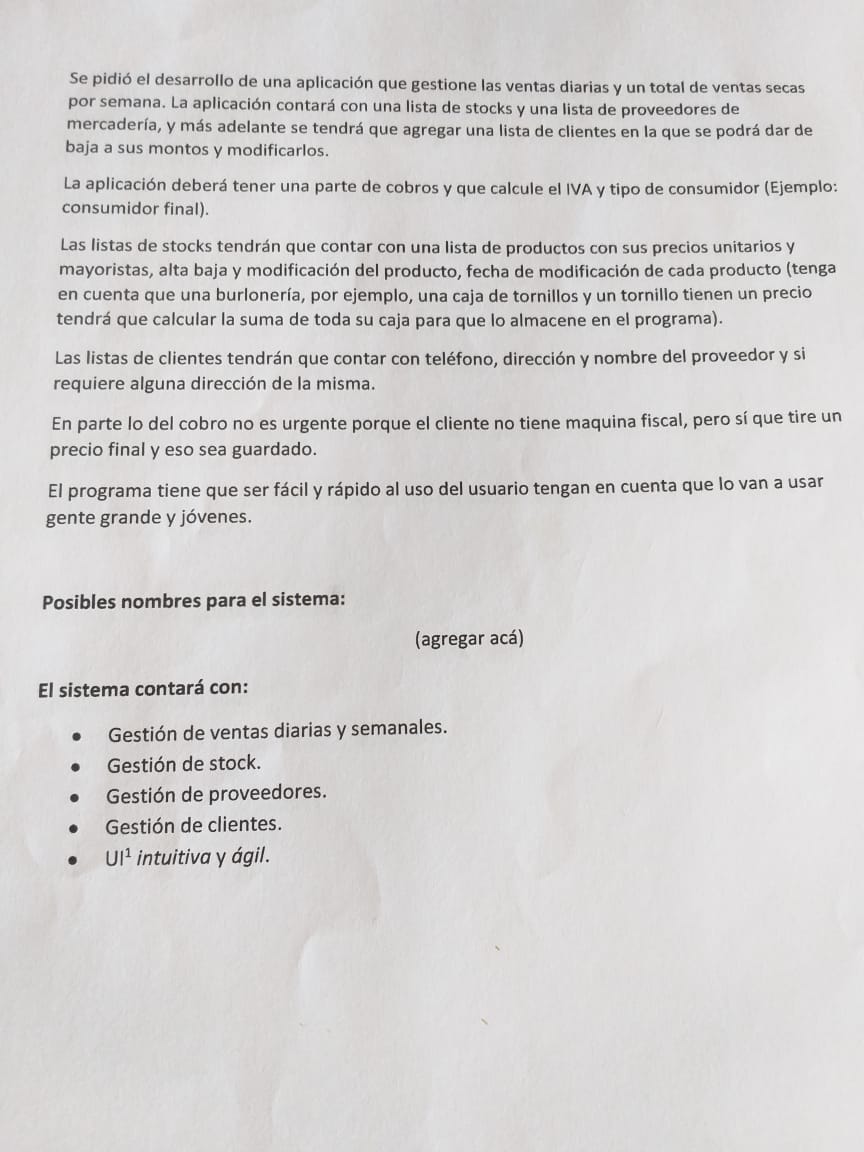 Se pidió el desarrollo de una aplicación que gestione las ventas diarias y un total de ventas secas
por semana. La aplicación contará con una lista de stocks y una lista de proveedores de
mercadería, y más adelante se tendrá que agregar una lista de clientes en la que se podrá dar de
baja a sus montos y modificarlos.
La aplicación deberá tener una parte de cobros y que calcule el IVA y tipo de consumidor (Ejemplo:
consumidor final).
Las listas de stocks tendrán que contar con una lista de productos con sus precios unitarios y
mayoristas, alta baja y modificación del producto, fecha de modificación de cada producto (tenga
en cuenta que una burlonería, por ejemplo, una caja de tornillos y un tornillo tienen un precio
tendrá que calcular la suma de toda su caja para que lo almacene en el programa).
Las listas de clientes tendrán que contar con teléfono, dirección y nombre del proveedor y si
requiere alguna dirección de la misma.
En parte lo del cobro no es urgente porque el cliente no tiene maquina fiscal, pero sí que tire un
precio final y eso sea guardado.
El programa tiene que ser fácil y rápido al uso del usuario tengan en cuenta que lo van a usar
gente grande y jóvenes.
Posibles nombres para el sistema:
(agregar acá)
El sistema contará con:
• Gestión de ventas diarias y semanales.
• Gestión de stock.
• Gestión de proveedores.
• Gestión de clientes.
• UI¹ intuitiva y ágil.